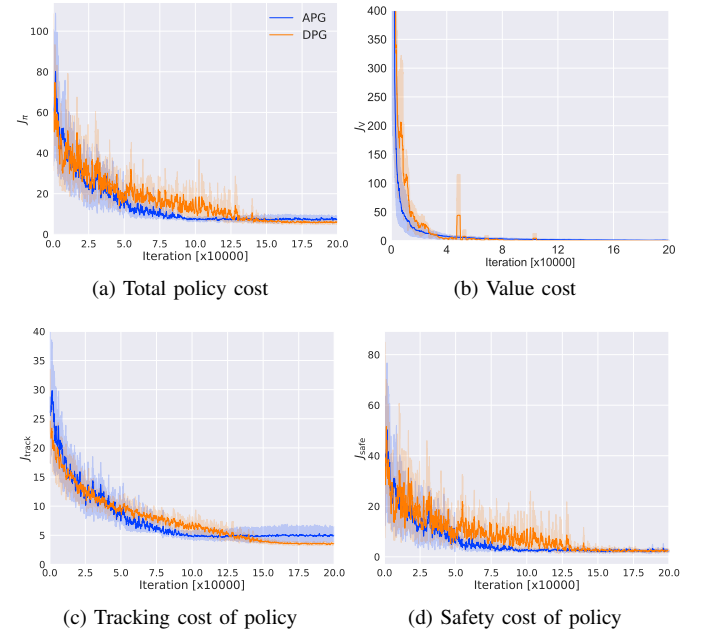 APG
DPG
100
80
60
40
20
0
J_π
0.0 2.5 5.0 7.5 10.0 12.5 15.0 17.5 20.0
Iteration [x10000]
(a) Total policy cost
400
350
300
250
200
150
100
50
0
J_V
0 4 8 12 16 20
Iteration [x10000]
(b) Value cost
40
35
30
25
20
15
10
5
0
J_track
0.0 2.5 5.0 7.5 10.0 12.5 15.0 17.5 20.0
Iteration [x10000]
(c) Tracking cost of policy
80
60
40
20
0
J_safe
0.0 2.5 5.0 7.5 10.0 12.5 15.0 17.5 20.0
Iteration [x10000]
(d) Safety cost of policy